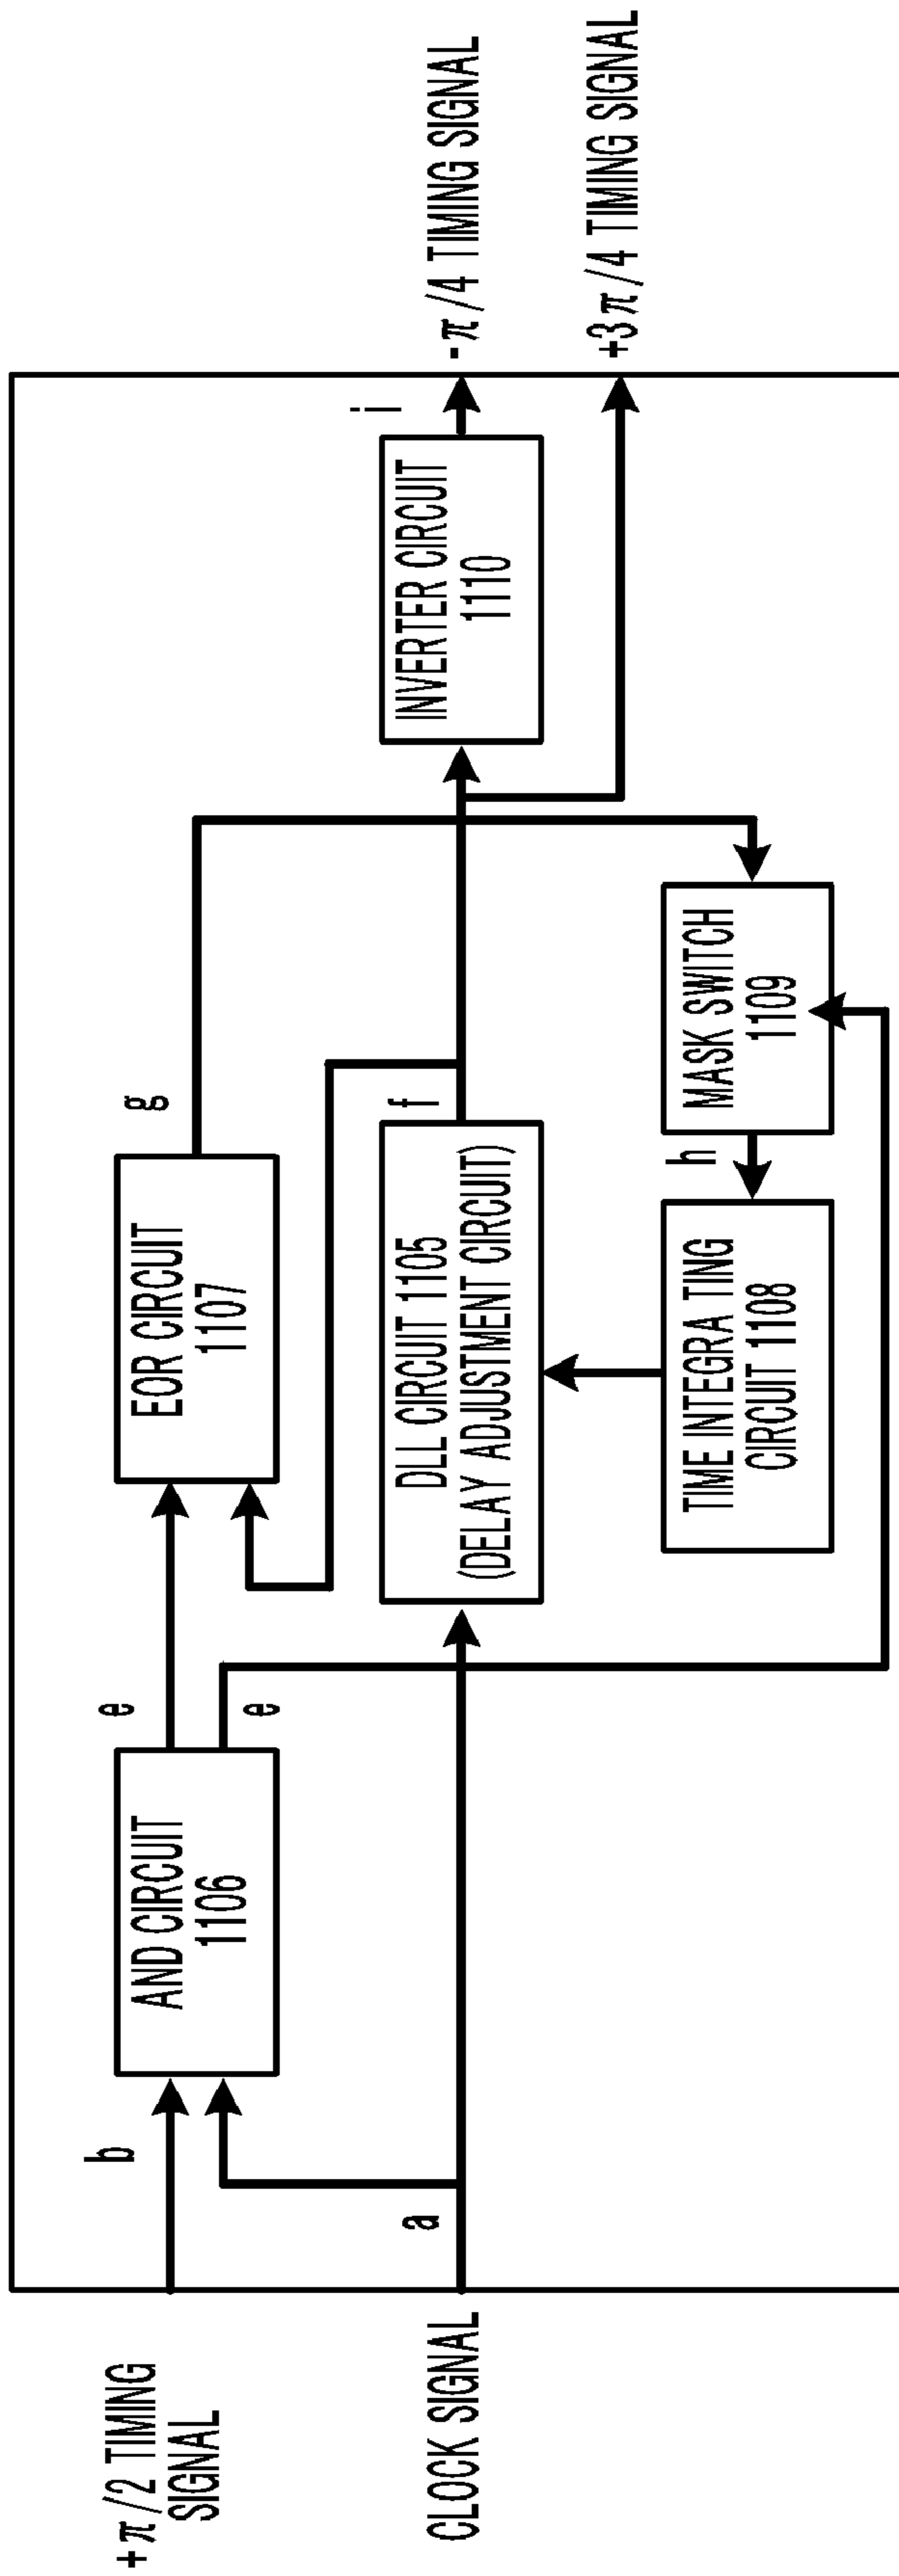 +π/2 TIMING
SIGNAL
CLOCK SIGNAL
b
a
AND CIRCUIT
1106
e
e
EOR CIRCUIT
1107
g
DLL CIRCUIT 1105
(DELAY ADJUSTMENT CIRCUIT)
f
TIME INTEGRA TING
CIRCUIT 1108
h
MASK SWITCH
1109
INVERTER CIRCUIT
1110
i
-π/4 TIMING SIGNAL
+3π/4 TIMING SIGNAL